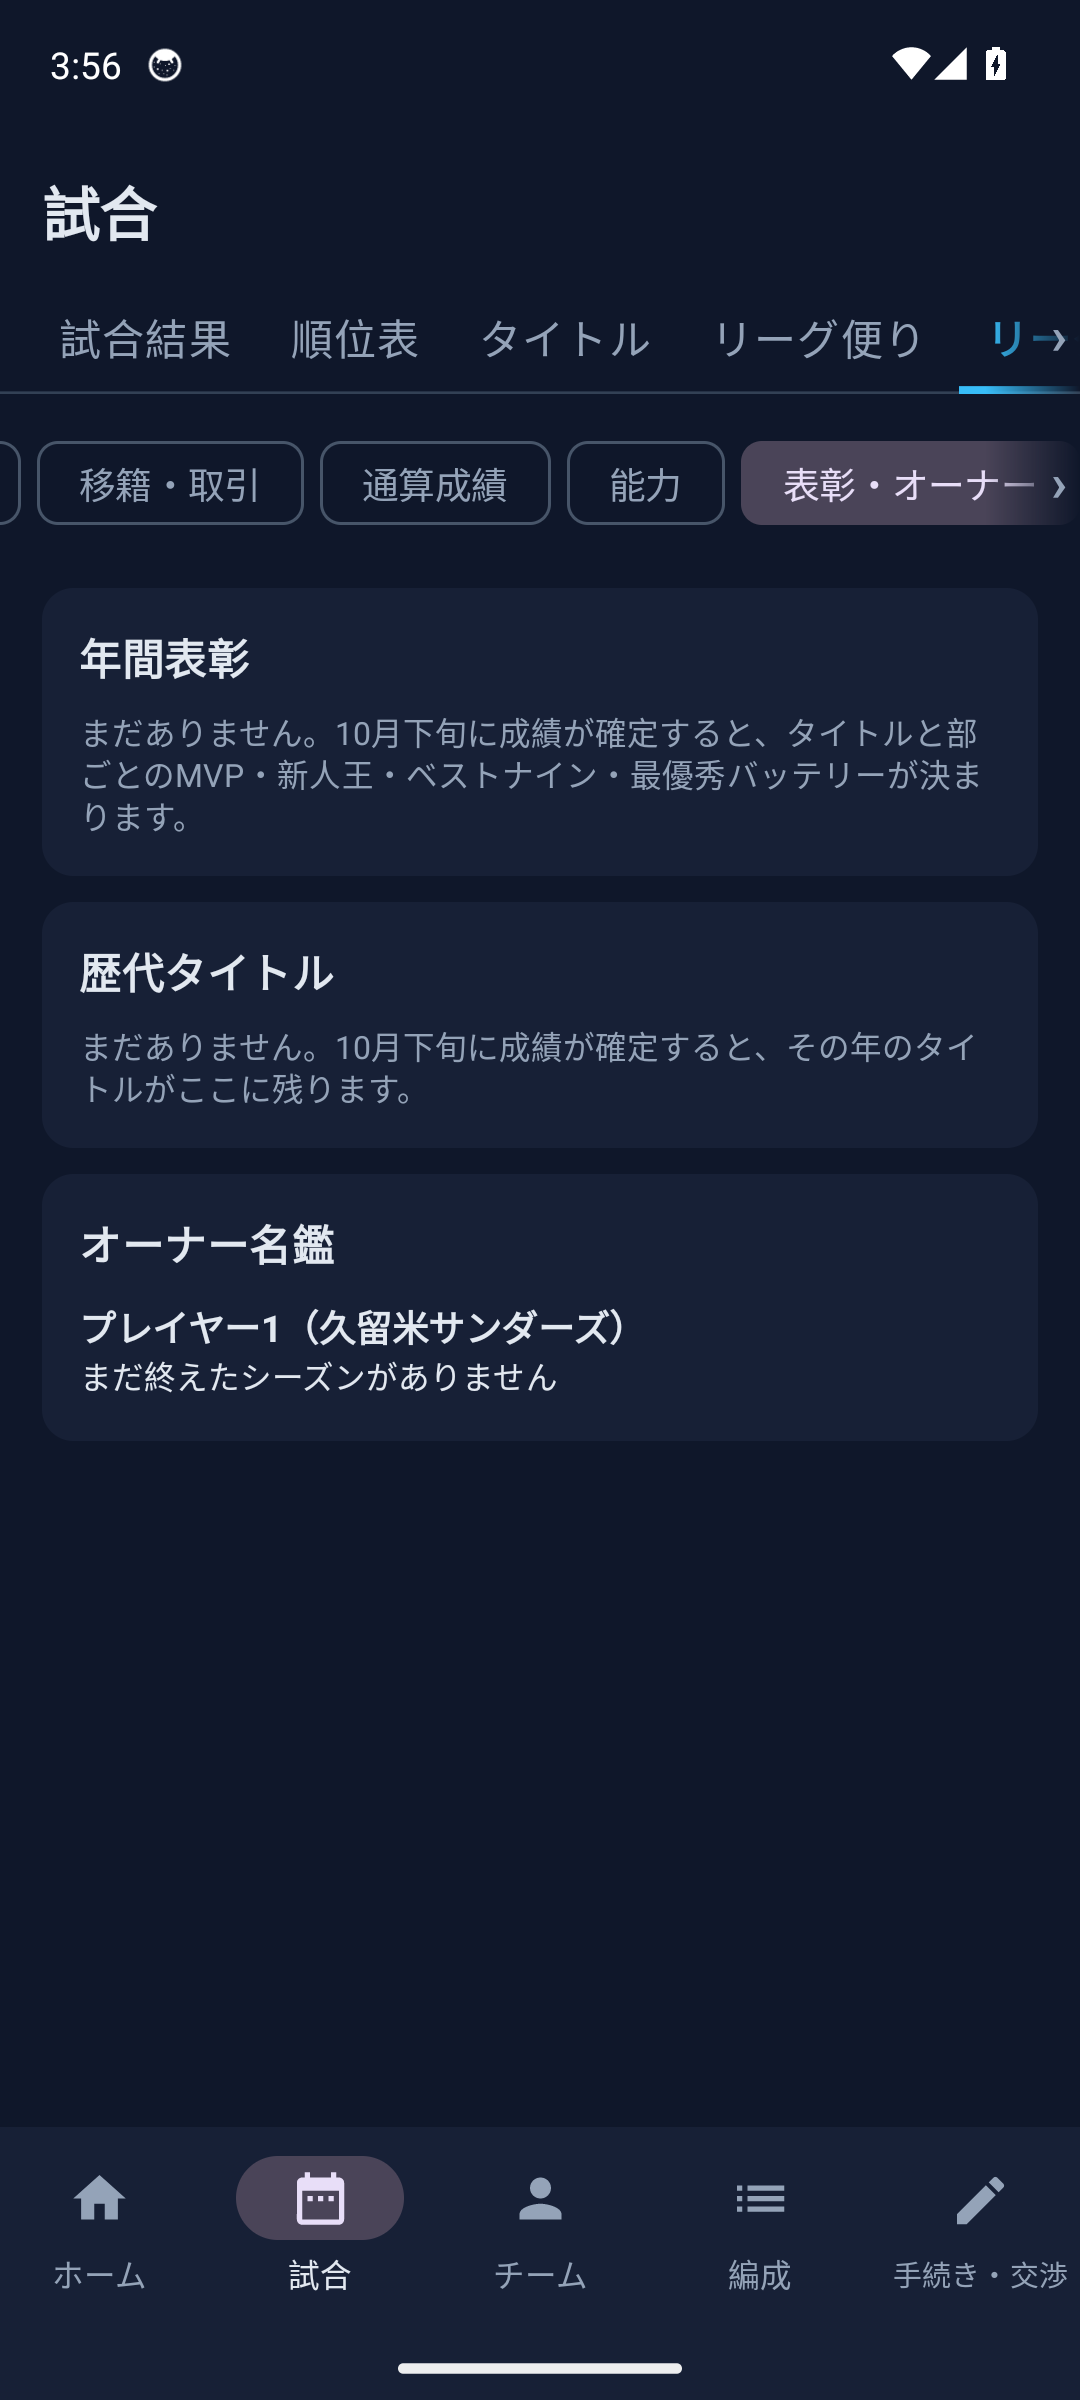 3:56
試合
試合結果 順位表 タイトル リーグ便り リー ›
移籍・取引 通算成績 能力 表彰・オーナー ›
年間表彰
まだありません。10月下旬に成績が確定すると、タイトルと部
ごとのMVP・新人王・ベストナイン・最優秀バッテリーが決ま
ります。
歴代タイトル
まだありません。10月下旬に成績が確定すると、その年のタイ
トルがここに残ります。
オーナー名鑑
プレイヤー1（久留米サンダーズ）
まだ終えたシーズンがありません
ホーム 試合 チーム 編成 手続き・交渉